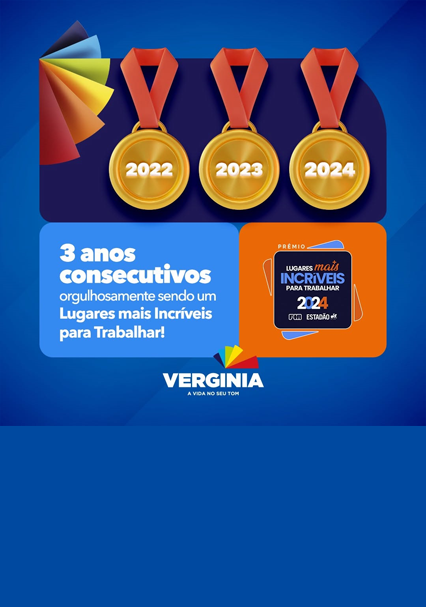 2022 2023 2024
3 anos
consecutivos
orgulhosamente sendo um
Lugares mais Incríveis
para Trabalhar!
PRÊMIO
LUGARES mais
INCRÍVEIS
PARA TRABALHAR
2024
FIA ESTADÃO
VERGINIA
A VIDA NO SEU TOM